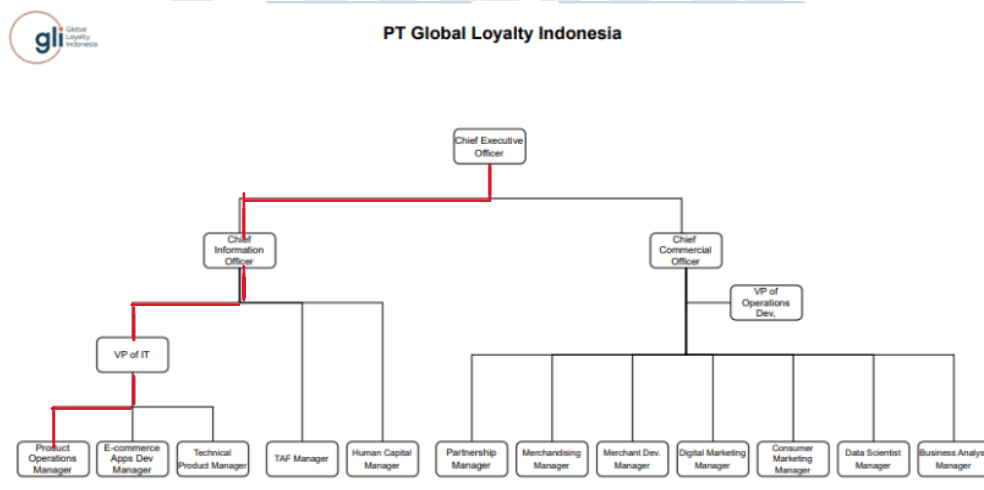 gli Global
Loyalty
Indonesia
PT Global Loyalty Indonesia
Chief Executive
Officer
Chief
Information
Officer
Chief
Commercial
Officer
VP of
Operations
Dev,
VP of IT
Product
Operations
Manager
E-commerce
Apps Dev
Manager
Technical
Product Manager
TAF Manager
Human Capital
Manager
Partnership
Manager
Merchandising
Manager
Merchant Dev.
Manager
Digital Marketing
Manager
Consumer
Marketing
Manager
Data Scientist
Manager
Business Analys
Manager